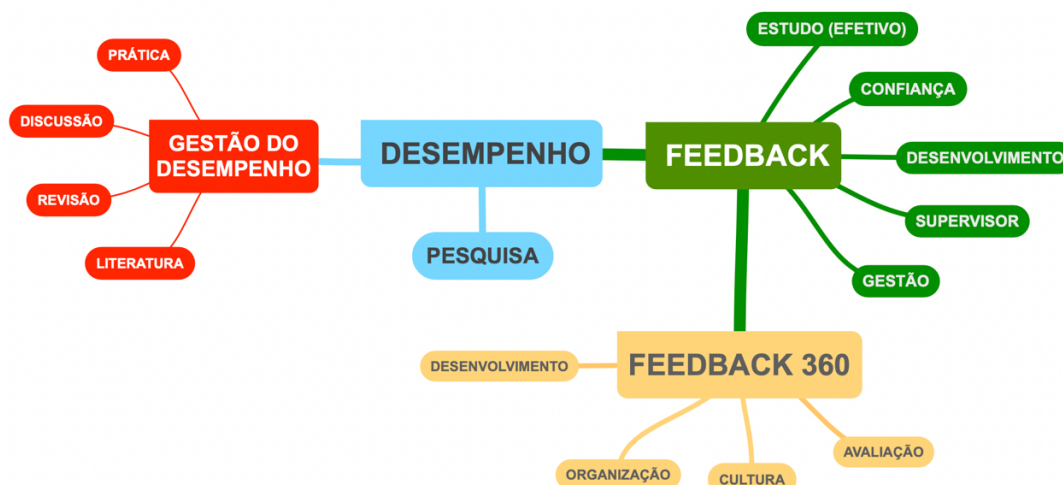 PRÁTICA
DISCUSSÃO
REVISÃO
LITERATURA
GESTÃO DO
DESEMPENHO
DESEMPENHO
PESQUISA
FEEDBACK
ESTUDO (EFETIVO)
CONFIANÇA
DESENVOLVIMENTO
SUPERVISOR
GESTÃO
FEEDBACK 360
DESENVOLVIMENTO
ORGANIZAÇÃO
CULTURA
AVALIAÇÃO